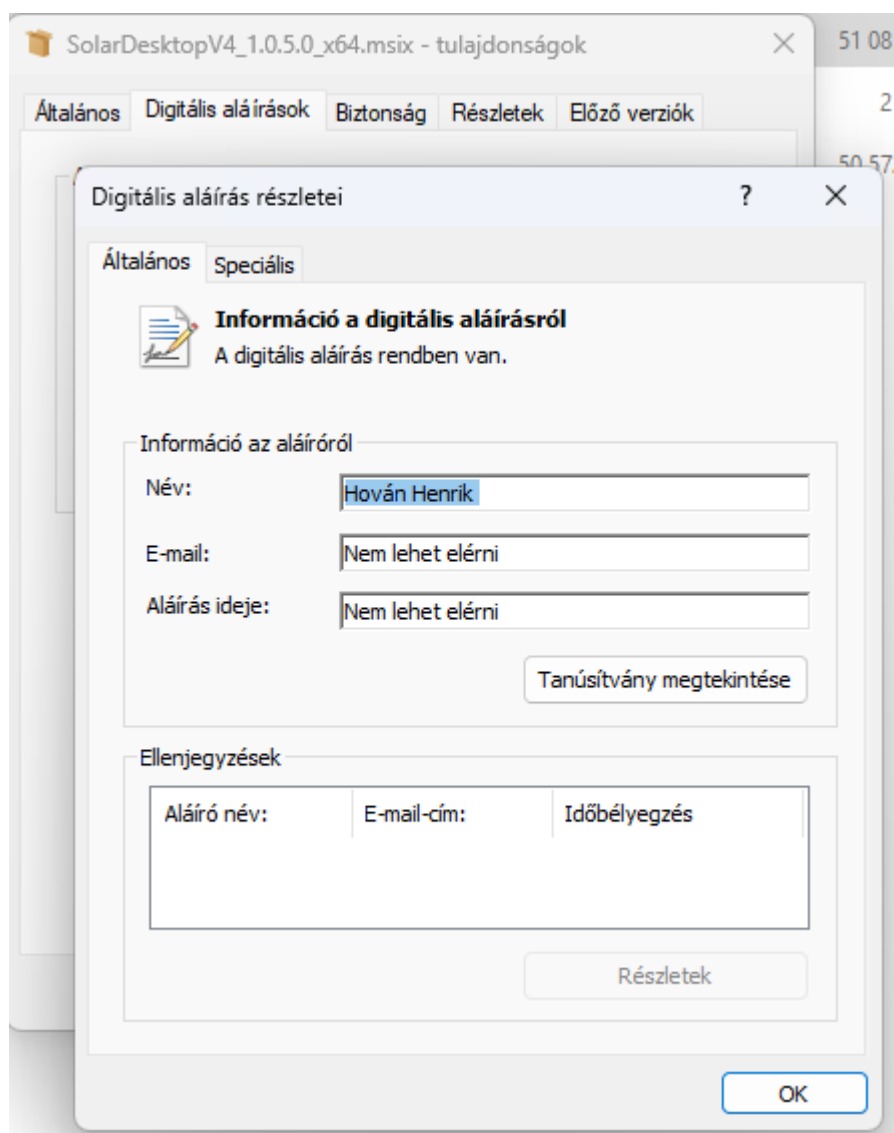 SolarDesktopV4_1.0.5.0_x64.msix - tulajdonságok
51 08
Általános Digitális aláírások Biztonság Részletek Előző verziók
2
50 57
Digitális aláírás részletei ?
Általános Speciális
Információ a digitális aláírásról
A digitális aláírás rendben van.
Információ az aláíróról
Név: Hován Henrik
E-mail: Nem lehet elérni
Aláírás ideje: Nem lehet elérni
Tanúsítvány megtekintése
Ellenjegyzések
Aláíró név: E-mail-cím: Időbélyegzés
Részletek
OK